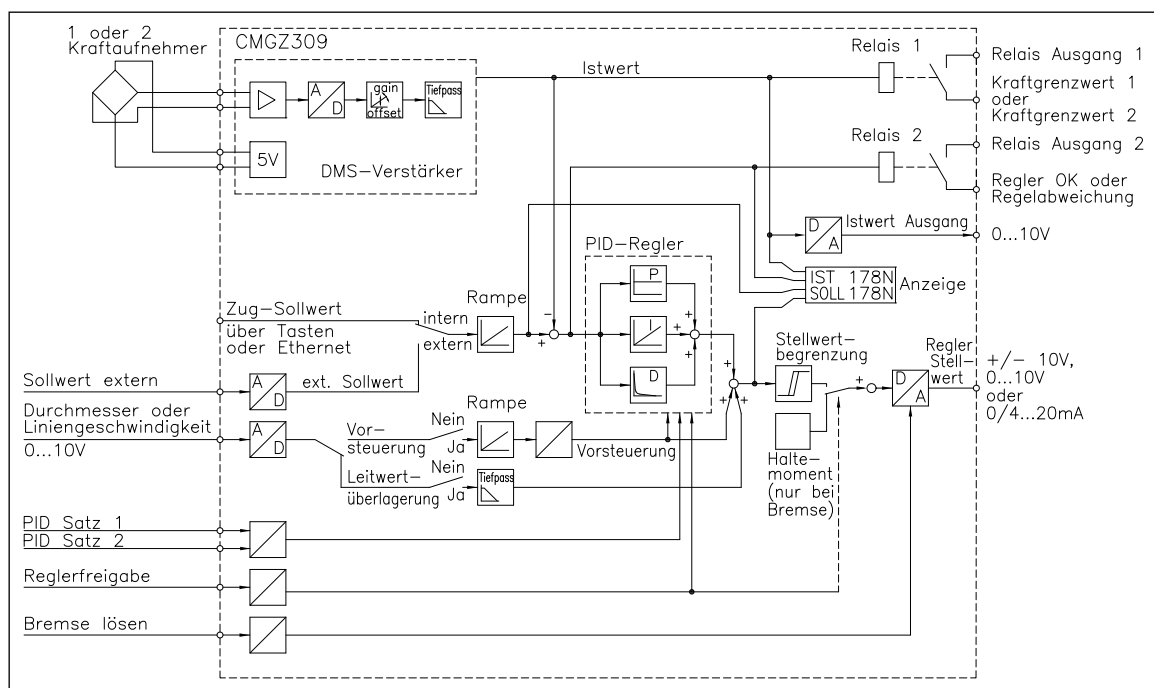 1 oder 2
Kraftaufnehmer
CMGZ309
A
D
gain
offset
Tiefpass
5V
DMS-Verstärker
Istwert
Relais 1
Relais Ausgang 1
Kraftgrenzwert 1
oder
Kraftgrenzwert 2
Relais 2
Relais Ausgang 2
Regler OK oder
Regelabweichung
D
A
Istwert Ausgang
0...10V
PID-Regler
P
I
D
IST 178N
SOLL 178N
Anzeige
Zug-Sollwert
über Tasten
oder Ethernet
intern
extern
Rampe
-
+
+
+
+
+
+
+
Sollwert extern
A
D
ext. Sollwert
Stellwert-
begrenzung
+
D
A
Regler
Stell-
wert
+/- 10V,
0...10V
oder
0/4...20mA
Durchmesser oder
Liniengeschwindigkeit
0...10V
A
D
Vor-
steuerung
Nein
Ja
Rampe
Vorsteuerung
Leitwert-
überlagerung
Nein
Ja
Tiefpass
Halte-
moment
(nur bei
Bremse)
PID Satz 1
PID Satz 2
Reglerfreigabe
Bremse lösen